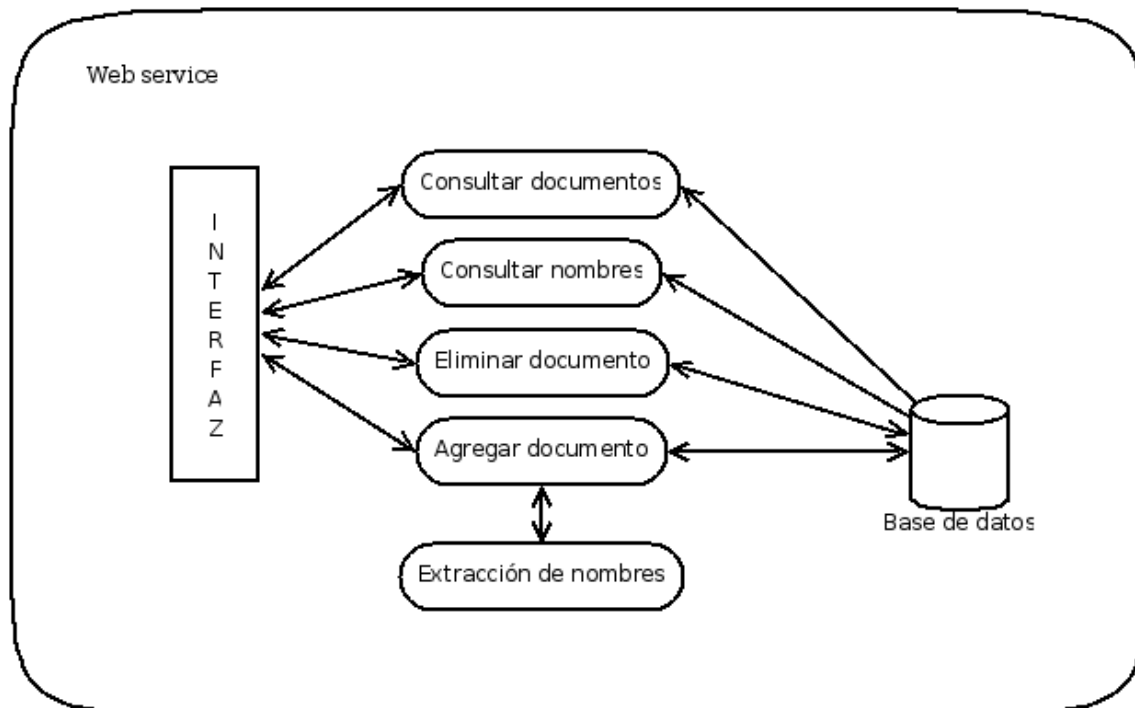 Web service
Consultar documentos
I
N
T
E
R
F
A
Z
Consultar nombres
Eliminar documento
Agregar documento
Base de datos
Extracción de nombres